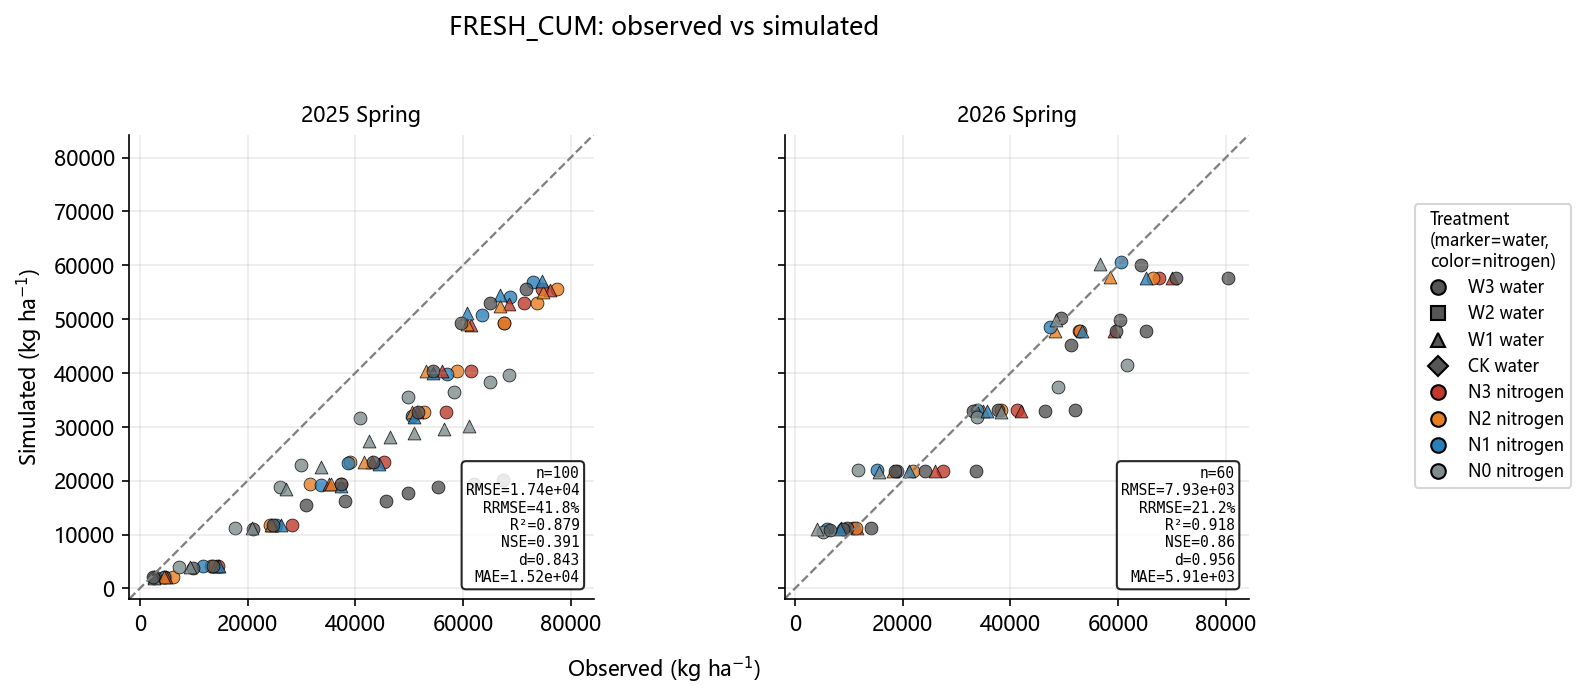 FRESH_CUM: observed vs simulated
2025 Spring
2026 Spring
80000
70000
60000
50000
40000
30000
20000
10000
0
Simulated (kg ha⁻¹)
n=100
RMSE=1.74e+04
RRMSE=41.8%
R²=0.879
NSE=0.391
d=0.843
MAE=1.52e+04
n=60
RMSE=7.93e+03
RRMSE=21.2%
R²=0.918
NSE=0.86
d=0.956
MAE=5.91e+03
0 20000 40000 60000 80000
0 20000 40000 60000 80000
Observed (kg ha⁻¹)
Treatment
(marker=water,
color=nitrogen)
W3 water
W2 water
W1 water
CK water
N3 nitrogen
N2 nitrogen
N1 nitrogen
N0 nitrogen